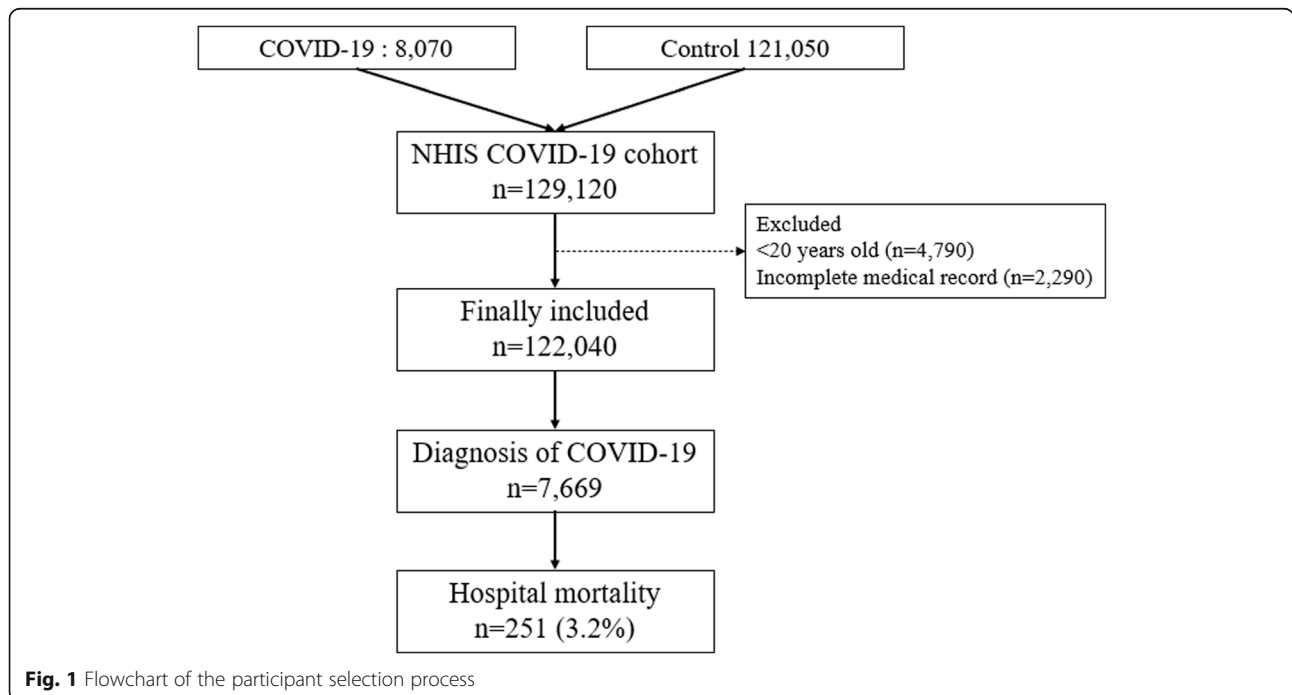 COVID-19 : 8,070
Control 121,050
NHIS COVID-19 cohort
n=129,120
Excluded
<20 years old (n=4,790)
Incomplete medical record (n=2,290)
Finally included
n=122,040
Diagnosis of COVID-19
n=7,669
Hospital mortality
n=251 (3.2%)
Fig. 1 Flowchart of the participant selection process